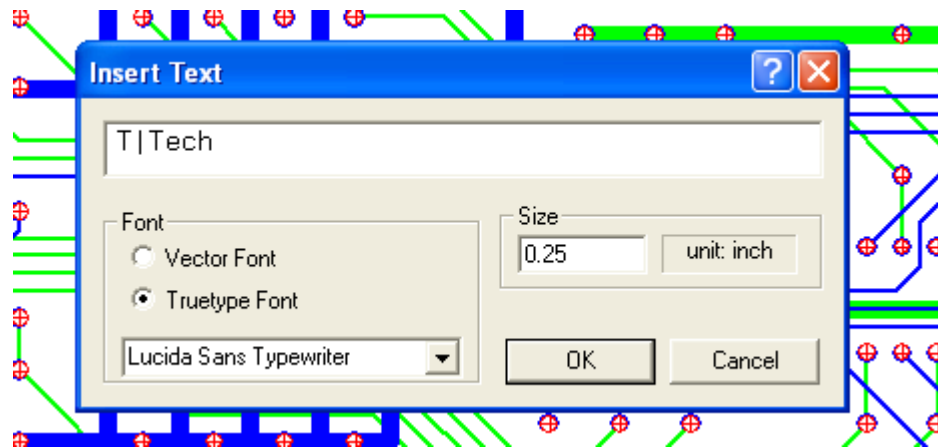 Insert Text
T|Tech
Font
Vector Font
Truetype Font
Lucida Sans Typewriter
Size
0.25
unit: inch
OK
Cancel